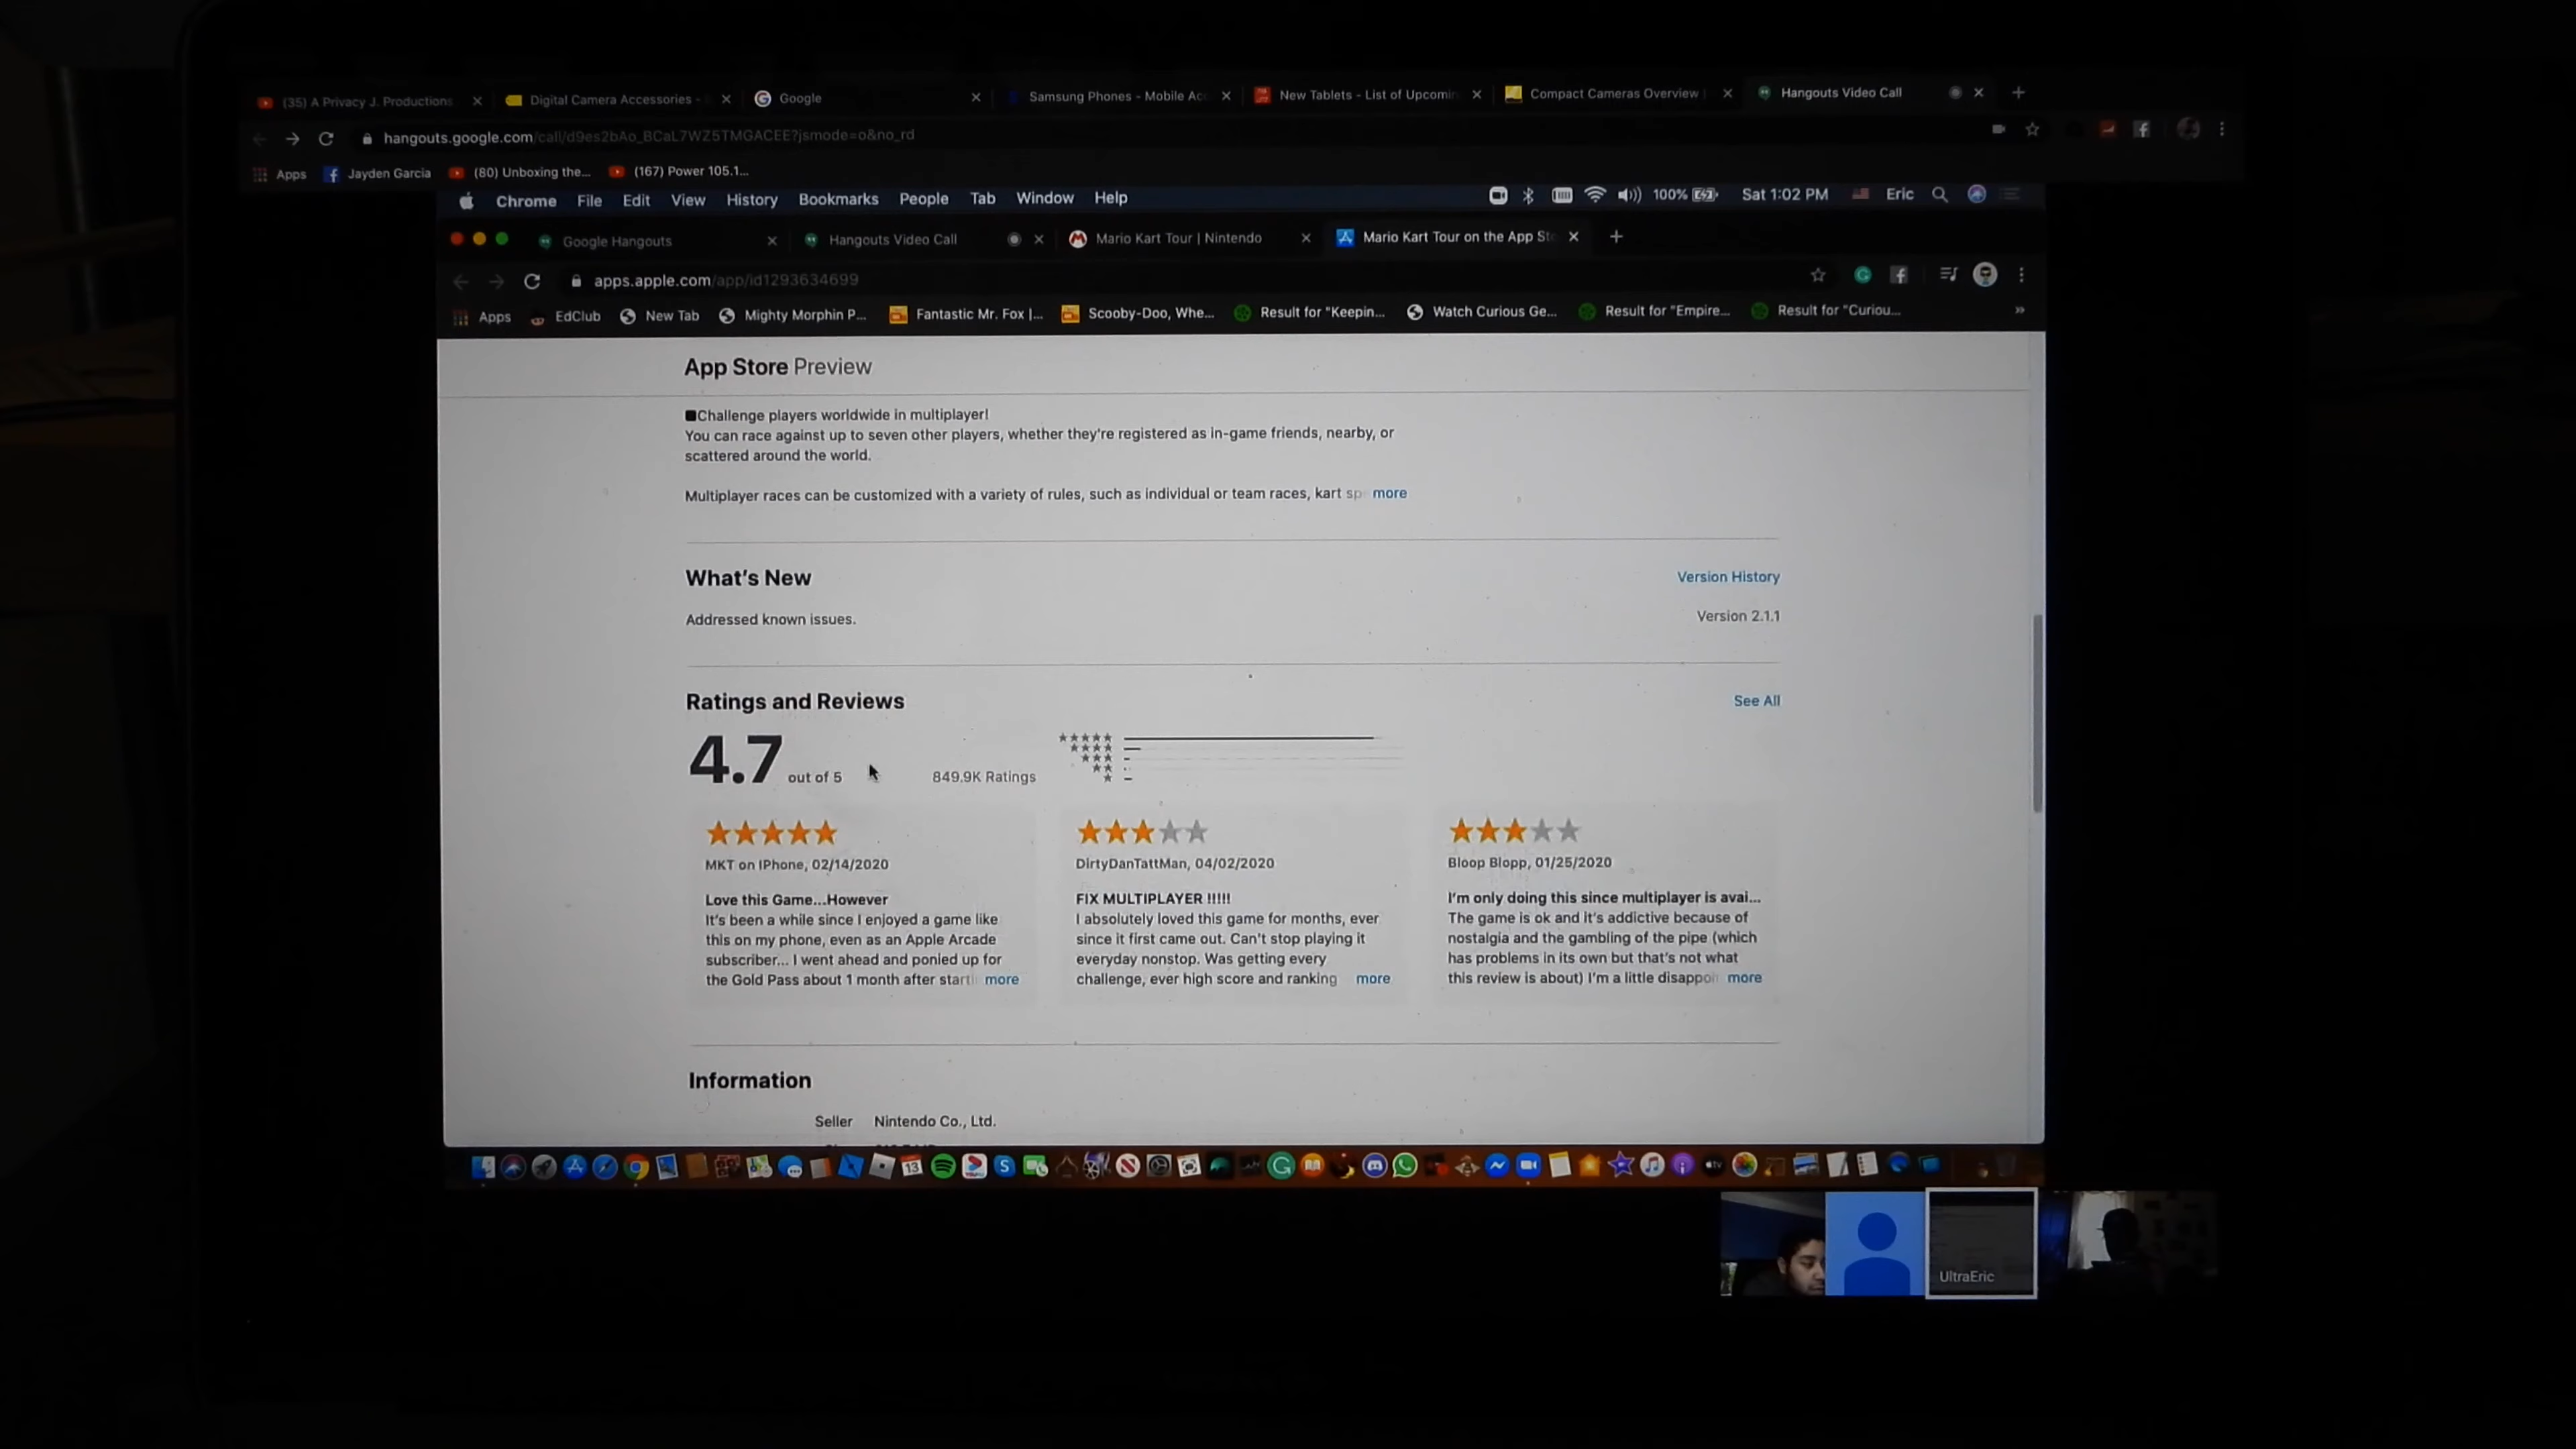 (35) A Privacy J. Productions
Digital Camera Accessories -
Google
Samsung Phones - Mobile Ac
New Tablets - List of Upcomin
Compact Cameras Overview |
Hangouts Video Call
hangouts.google.com/call/d9es2bAo_BCaL7WZ5TMGACEE?jsmode=o&no_rd
Apps
Jayden Garcia
(80) Unboxing the...
(167) Power 105.1...
Chrome File Edit View History Bookmarks People Tab Window Help
100%
Sat 1:02 PM
Eric
Google Hangouts
Hangouts Video Call
Mario Kart Tour | Nintendo
Mario Kart Tour on the App Sto
apps.apple.com/app/id1293634699
Apps
EdClub
New Tab
Mighty Morphin P...
Fantastic Mr. Fox |...
Scooby-Doo, Whe...
Result for "Keepin...
Watch Curious Ge...
Result for "Empire...
Result for "Curiou...
»
App Store Preview
■Challenge players worldwide in multiplayer!
You can race against up to seven other players, whether they're registered as in-game friends, nearby, or
scattered around the world.
Multiplayer races can be customized with a variety of rules, such as individual or team races, kart sp more
What's New
Version History
Addressed known issues.
Version 2.1.1
Ratings and Reviews
See All
4.7 out of 5
849.9K Ratings
MKT on IPhone, 02/14/2020
Love this Game...However
It's been a while since I enjoyed a game like
this on my phone, even as an Apple Arcade
subscriber... I went ahead and ponied up for
the Gold Pass about 1 month after starti more
DirtyDanTattMan, 04/02/2020
FIX MULTIPLAYER !!!!!
I absolutely loved this game for months, ever
since it first came out. Can't stop playing it
everyday nonstop. Was getting every
challenge, ever high score and ranking more
Bloop Blopp, 01/25/2020
I'm only doing this since multiplayer is avai...
The game is ok and it's addictive because of
nostalgia and the gambling of the pipe (which
has problems in its own but that's not what
this review is about) I'm a little disappoi more
Information
Seller Nintendo Co., Ltd.
13
UltraEric